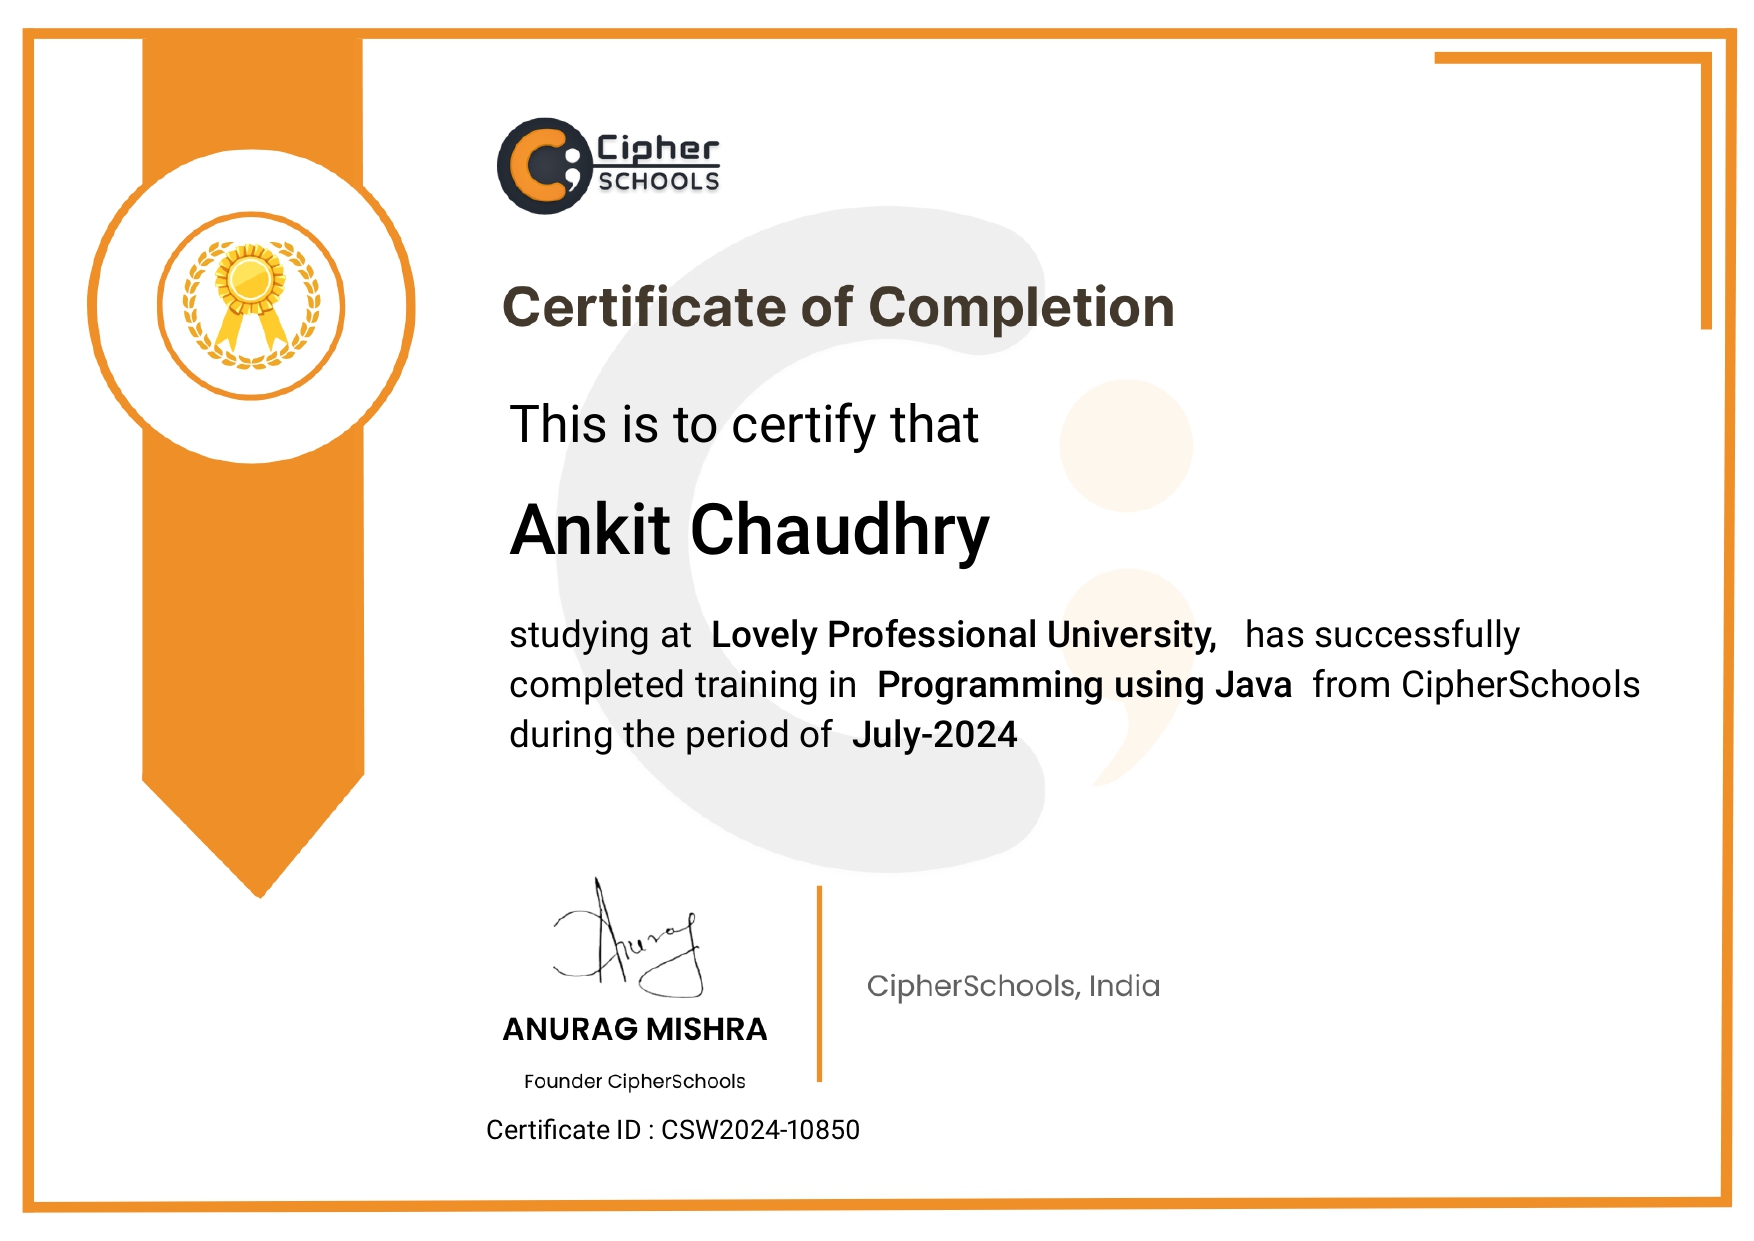 Cipher
SCHOOLS
Certificate of Completion
This is to certify that
Ankit Chaudhry
studying at Lovely Professional University, has successfully
completed training in Programming using Java from CipherSchools
during the period of July-2024
Anurag
ANURAG MISHRA
Founder CipherSchools
CipherSchools, India
Certificate ID : CSW2024-10850